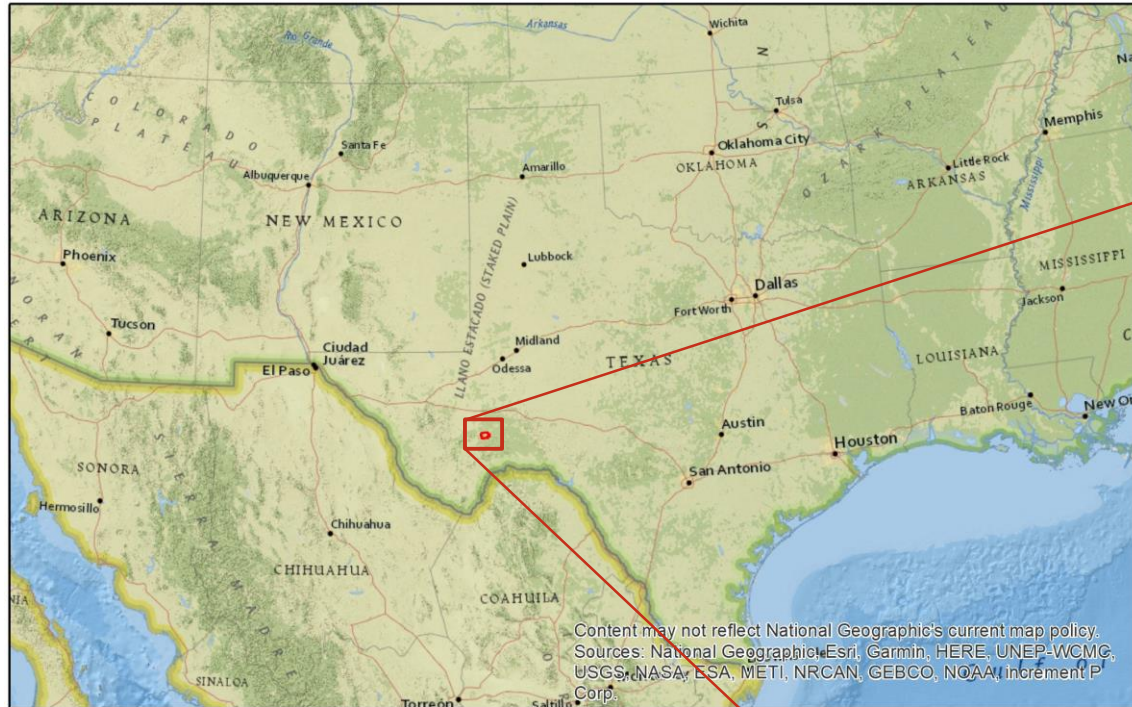 Wichita
Arkansas
Rio Grande
COLORADO
PLATEAU
Santa Fe
Albuquerque
ARIZONA
NEW MEXICO
Phoenix
Tucson
Amarillo
LLANO ESTACADO (STAKED PLAIN)
Lubbock
Tulsa
Oklahoma City
OKLAHOMA
OZARK PLATEAU
Memphis
Little Rock
ARKANSAS
Mississippi
MISSISSIPPI
Jackson
Dallas
Fort Worth
Midland
Odessa
TEXAS
LOUISIANA
Ciudad
Juárez
El Paso
Baton Rouge
New
Austin
Houston
San Antonio
SONORA
SIERRA
MADRE
Hermosillo
Chihuahua
CHIHUAHUA
COAHUILA
SINALOA
Torreón
Saltillo
Content may not reflect National Geographic's current map policy.
Sources: National Geographic, Esri, Garmin, HERE, UNEP-WCMC,
USGS, NASA, ESA, METI, NRCAN, GEBCO, NOAA, increment P
Corp.